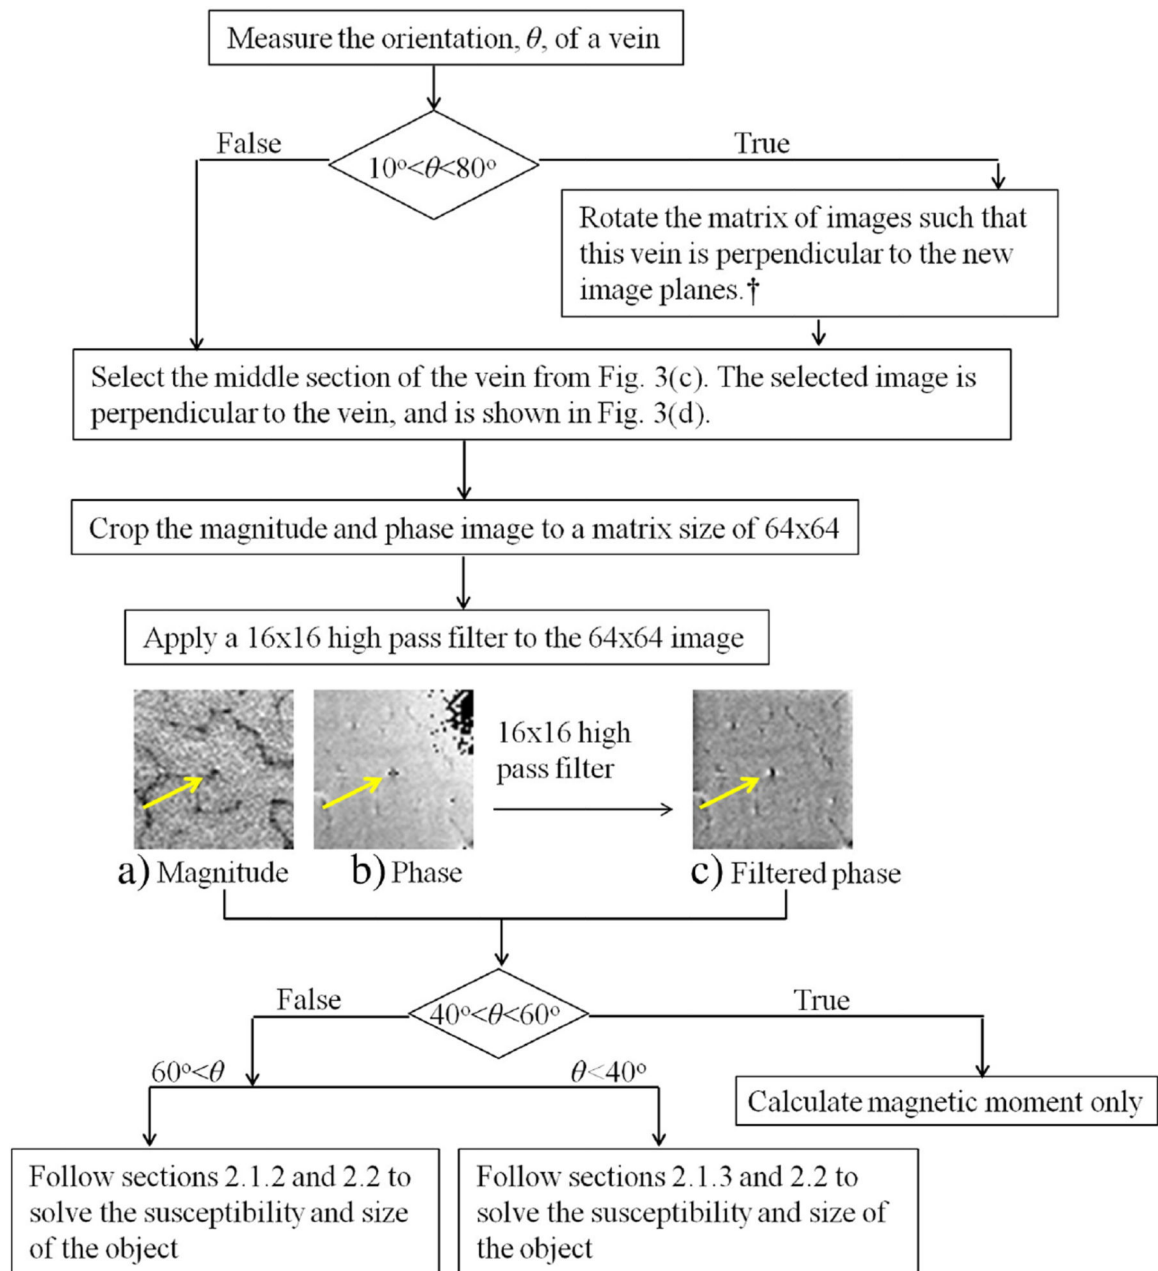 Measure the orientation, θ, of a vein
False
True
10º<θ<80º
Rotate the matrix of images such that
this vein is perpendicular to the new
image planes.†
Select the middle section of the vein from Fig. 3(c). The selected image is
perpendicular to the vein, and is shown in Fig. 3(d).
Crop the magnitude and phase image to a matrix size of 64x64
Apply a 16x16 high pass filter to the 64x64 image
16x16 high
pass filter
a) Magnitude
b) Phase
c) Filtered phase
False
True
40º<θ<60º
60º<θ
θ<40º
Calculate magnetic moment only
Follow sections 2.1.2 and 2.2 to
solve the susceptibility and size
of the object
Follow sections 2.1.3 and 2.2 to
solve the susceptibility and size of
the object